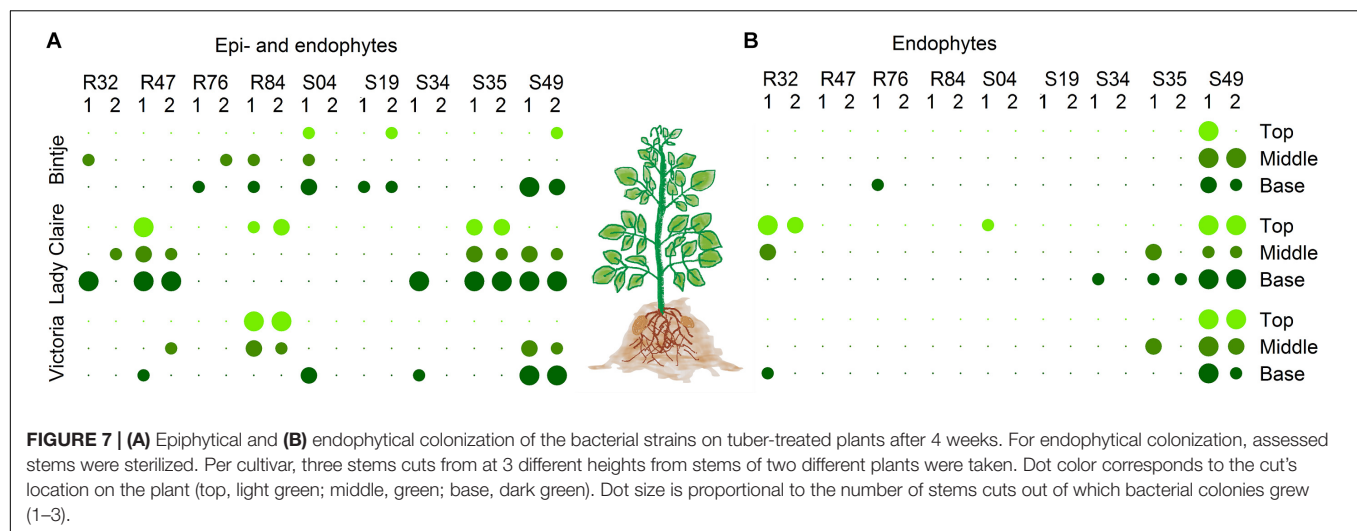 A
Epi- and endophytes
R32 R47 R76 R84 S04 S19 S34 S35 S49
1 2 1 2 1 2 1 2 1 2 1 2 1 2 1 2 1 2
Bintje
Lady Claire
Victoria
B
Endophytes
R32 R47 R76 R84 S04 S19 S34 S35 S49
1 2 1 2 1 2 1 2 1 2 1 2 1 2 1 2 1 2
Top
Middle
Base
Top
Middle
Base
Top
Middle
Base
FIGURE 7 | (A) Epiphytical and (B) endophytical colonization of the bacterial strains on tuber-treated plants after 4 weeks. For endophytical colonization, assessed
stems were sterilized. Per cultivar, three stems cuts from at 3 different heights from stems of two different plants were taken. Dot color corresponds to the cut's
location on the plant (top, light green; middle, green; base, dark green). Dot size is proportional to the number of stems cuts out of which bacterial colonies grew
(1–3).